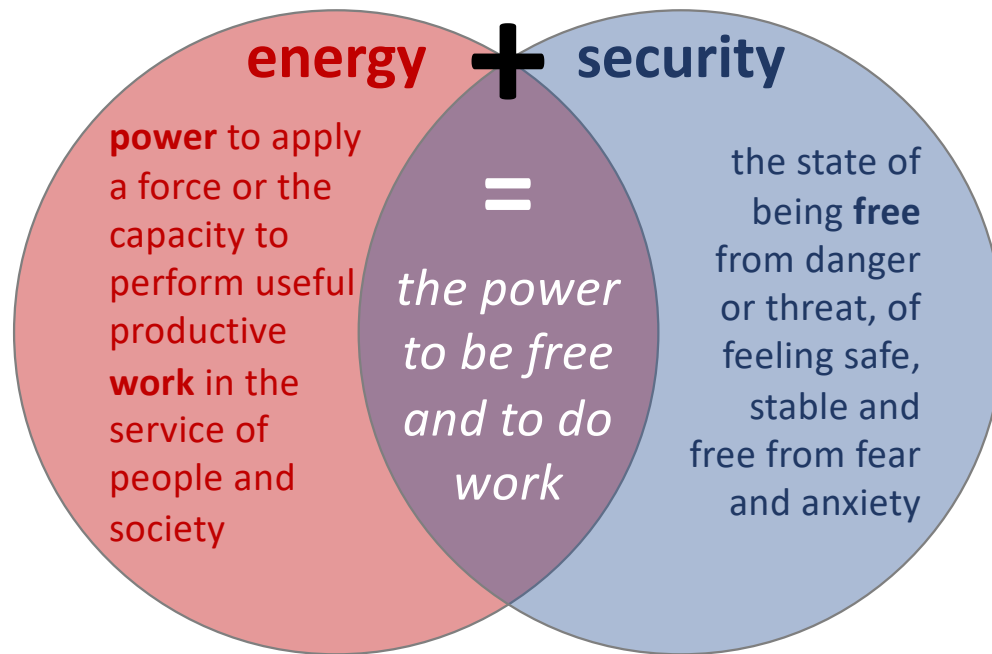 energy + security
power to apply
a force or the
capacity to
perform useful
productive
work in the
service of
people and
society
=
the power
to be free
and to do
work
the state of
being free
from danger
or threat, of
feeling safe,
stable and
free from fear
and anxiety